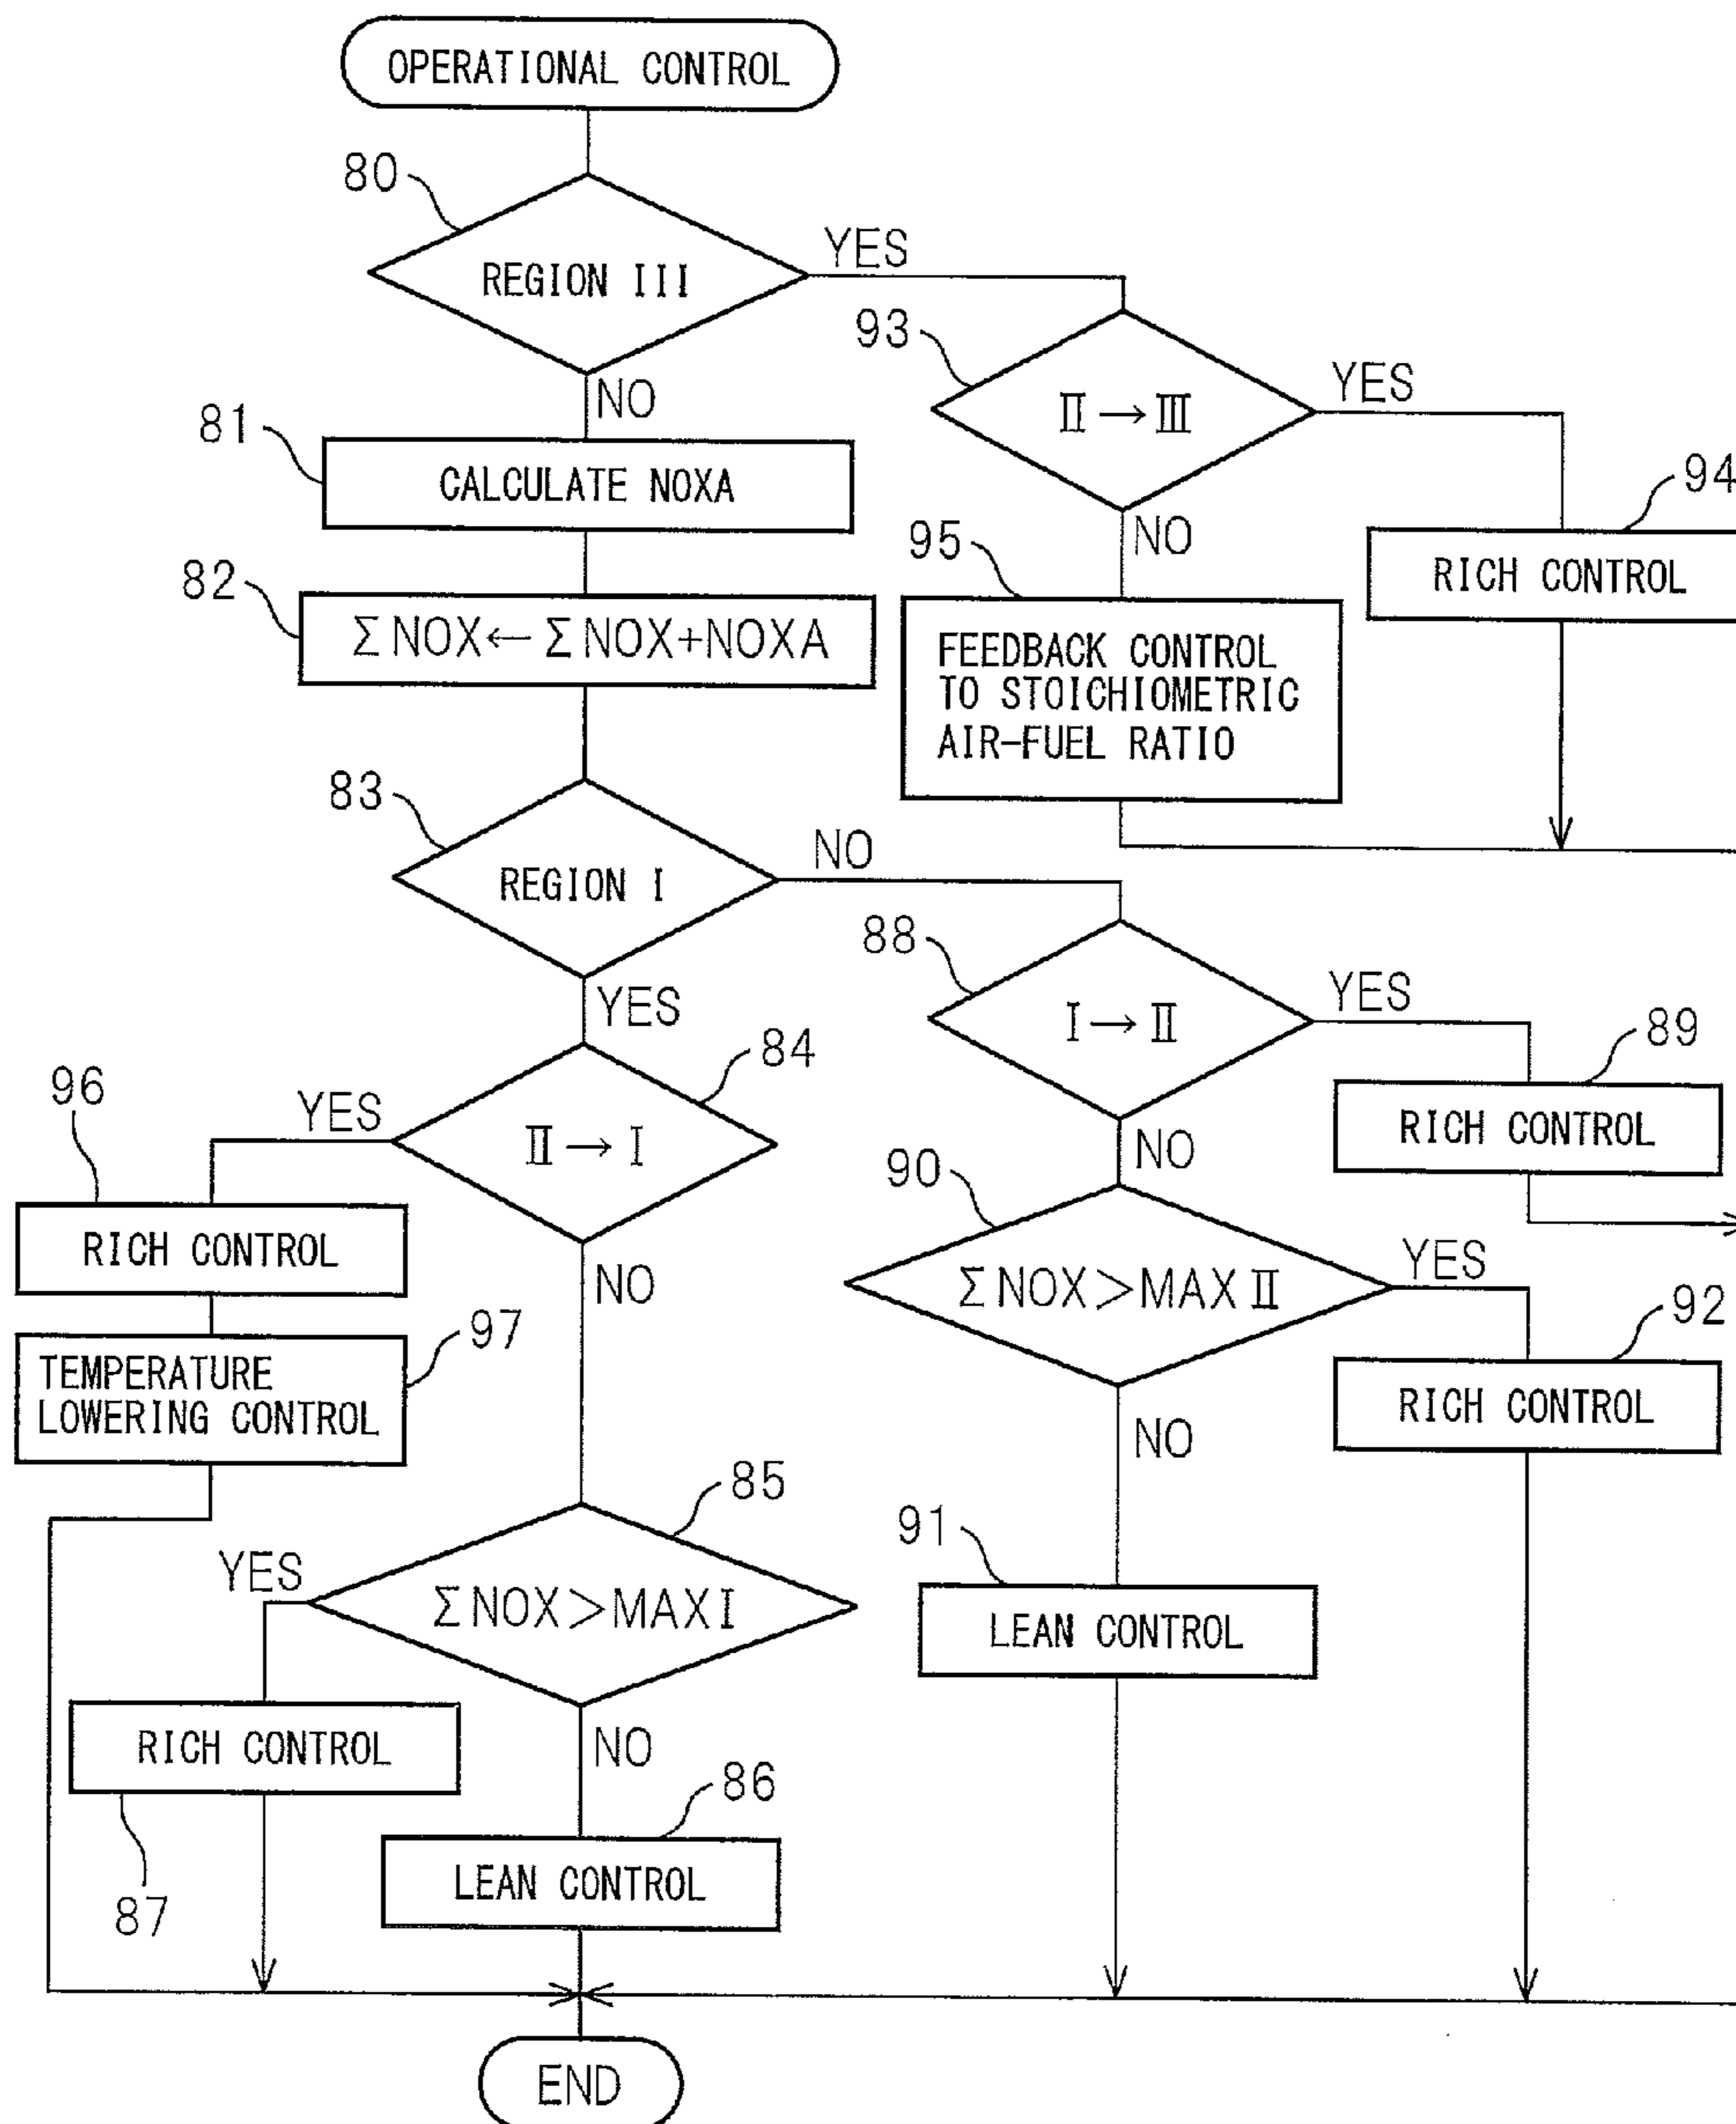 OPERATIONAL CONTROL
80
REGION III
YES
NO
93
Ⅱ→Ⅲ
YES
NO
81
CALCULATE NOXA
94
RICH CONTROL
95
FEEDBACK CONTROL
TO STOICHIOMETRIC
AIR-FUEL RATIO
82
ΣNOX←ΣNOX+NOXA
83
REGION I
NO
YES
88
I→Ⅱ
YES
NO
89
RICH CONTROL
84
Ⅱ→I
YES
NO
96
RICH CONTROL
97
TEMPERATURE
LOWERING CONTROL
90
ΣNOX>MAXⅡ
YES
NO
92
RICH CONTROL
91
LEAN CONTROL
85
ΣNOX>MAXI
YES
NO
RICH CONTROL
87
86
LEAN CONTROL
END